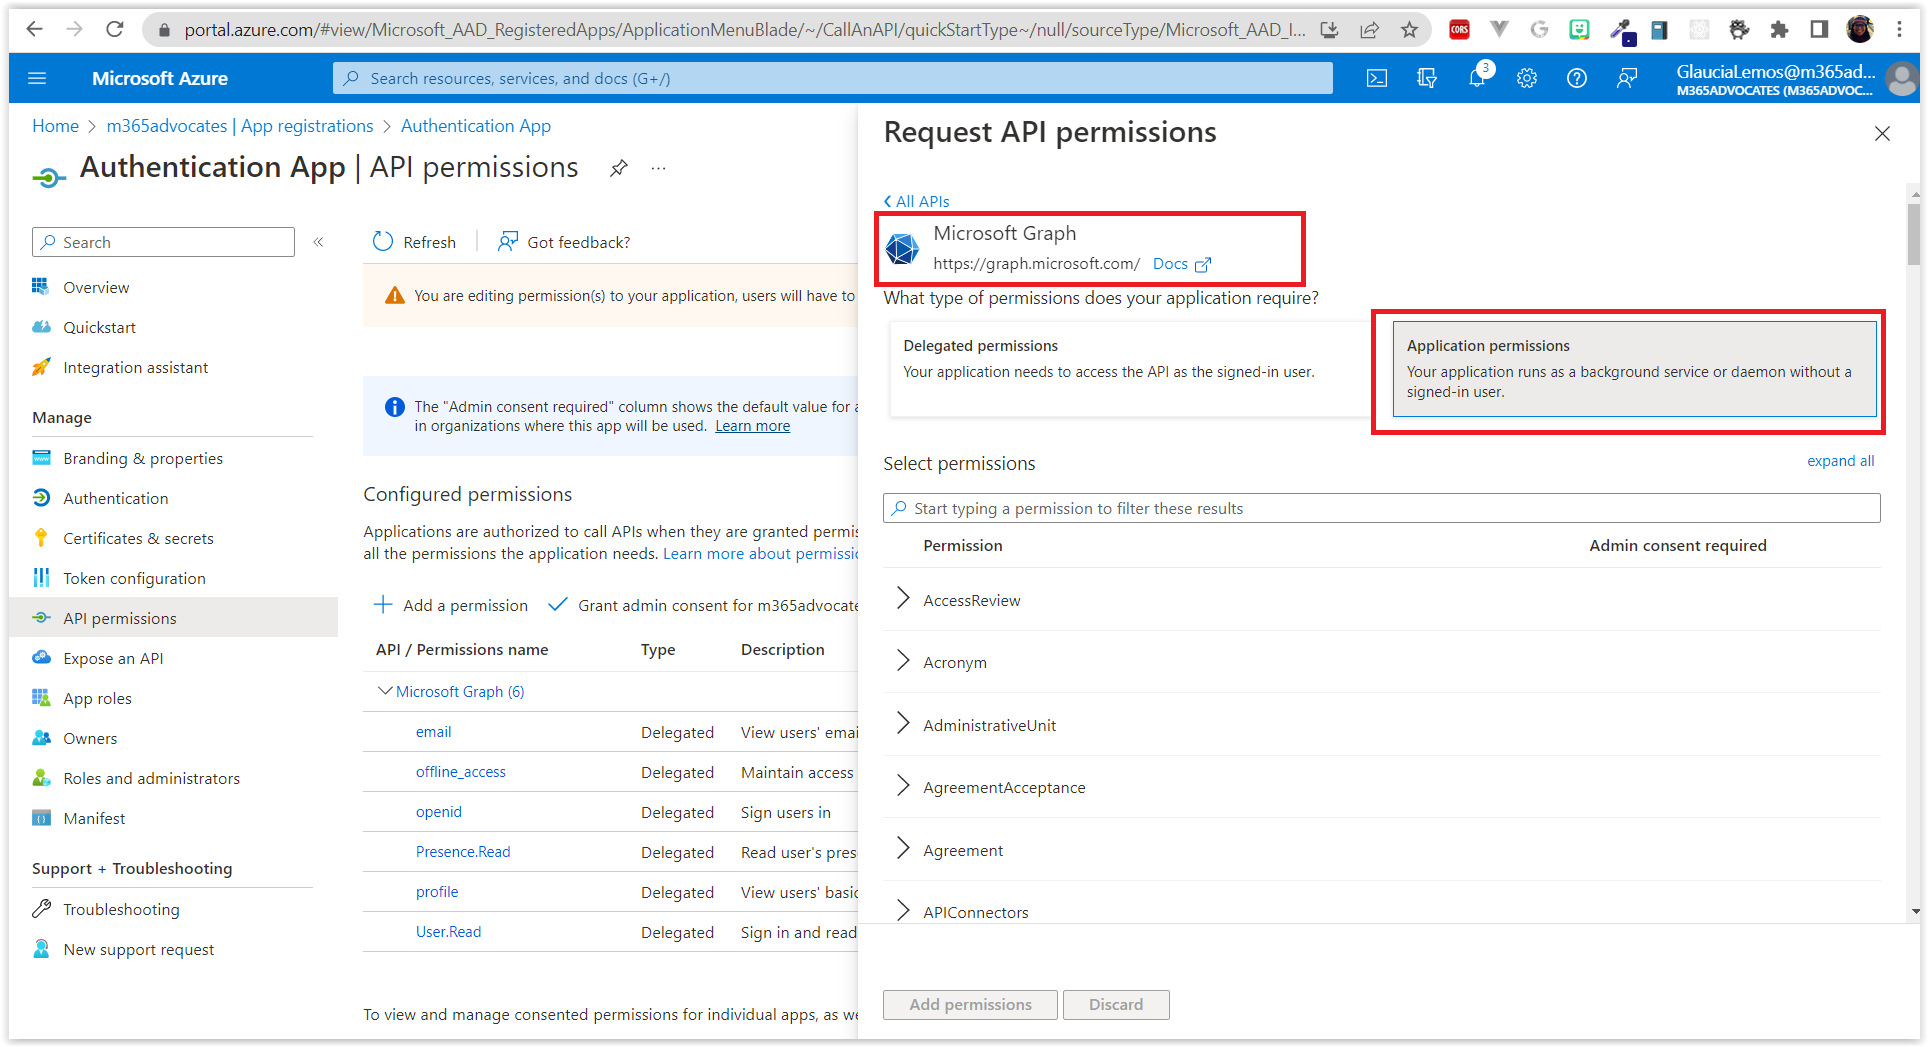 portal.azure.com/#view/Microsoft_AAD_RegisteredApps/ApplicationMenuBlade/~/CallAnAPI/quickStartType~/null/sourceType/Microsoft_AAD_I...
CORS
Microsoft Azure
Search resources, services, and docs (G+/)
3
GlauciaLemos@m365ad...
M365ADVOCATES (M365ADVOC...
Home > m365advocates | App registrations > Authentication App
Authentication App | API permissions
...
Search
«
Overview
Quickstart
Integration assistant
Manage
Branding & properties
Authentication
Certificates & secrets
Token configuration
API permissions
Expose an API
App roles
Owners
Roles and administrators
Manifest
Support + Troubleshooting
Troubleshooting
New support request
Refresh
Got feedback?
You are editing permission(s) to your application, users will have to
The "Admin consent required" column shows the default value for a
in organizations where this app will be used. Learn more
Configured permissions
Applications are authorized to call APIs when they are granted permis
all the permissions the application needs. Learn more about permissic
Add a permission
Grant admin consent for m365advocate
API / Permissions name Type Description
Microsoft Graph (6)
email Delegated View users' emai
offline_access Delegated Maintain access
openid Delegated Sign users in
Presence.Read Delegated Read user's pres
profile Delegated View users' basic
User.Read Delegated Sign in and read
To view and manage consented permissions for individual apps, as we
Request API permissions
All APIs
Microsoft Graph
https://graph.microsoft.com/ Docs
What type of permissions does your application require?
Delegated permissions
Your application needs to access the API as the signed-in user.
Application permissions
Your application runs as a background service or daemon without a
signed-in user.
Select permissions
expand all
Start typing a permission to filter these results
Permission Admin consent required
AccessReview
Acronym
AdministrativeUnit
AgreementAcceptance
Agreement
APIConnectors
Add permissions
Discard